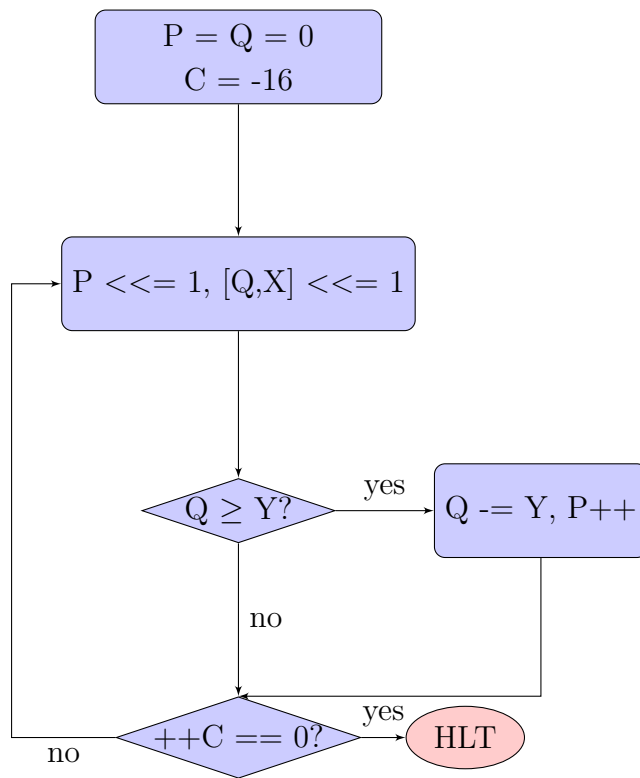 P = Q = 0
C = -16
P <<= 1, [Q,X] <<= 1
Q ≥ Y?
yes
Q -= Y, P++
no
++C == 0?
yes
HLT
no